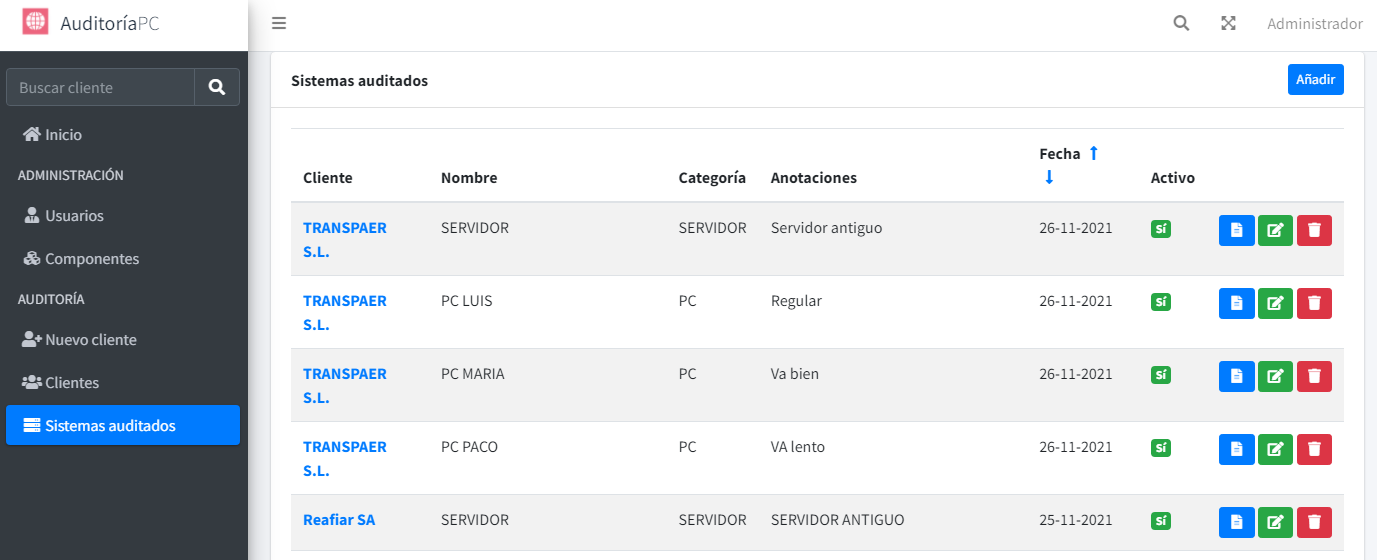 AuditoríaPC
Administrador
Buscar cliente
Inicio
ADMINISTRACIÓN
Usuarios
Componentes
AUDITORÍA
Nuevo cliente
Clientes
Sistemas auditados
Sistemas auditados
Añadir
Cliente Nombre Categoría Anotaciones Fecha Activo
TRANSPAER SERVIDOR SERVIDOR Servidor antiguo 26-11-2021 Sí
S.L.
TRANSPAER PC LUIS PC Regular 26-11-2021 Sí
S.L.
TRANSPAER PC MARIA PC Va bien 26-11-2021 Sí
S.L.
TRANSPAER PC PACO PC VA lento 26-11-2021 Sí
S.L.
Reafiar SA SERVIDOR SERVIDOR SERVIDOR ANTIGUO 25-11-2021 Sí